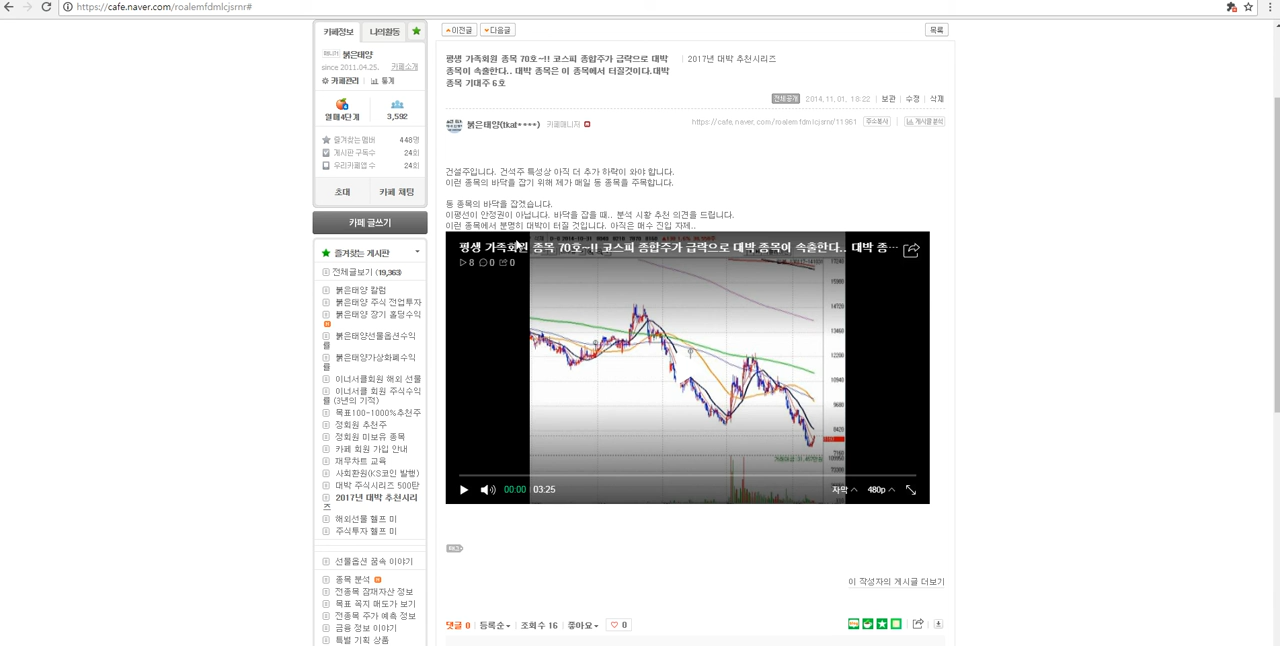 https://cafe.naver.com/roalemfdmlcjsrnr#
카페정보
나의활동
매니저 붉은태양
since 2011.04.25.
카페소개
카페관리
통계
열매4단계
3,592
즐겨찾는멤버 448명
게시판구독수 24회
우리카페앱 수 24회
초대
카페 채팅
카페 글쓰기
즐겨찾는 게시판
전체글보기 (19,363)
붉은태양 칼럼
붉은태양 주식 전업투자
붉은태양 장기 홀딩수익
붉은태양선물옵션수익
률
붉은태양가상화폐수익
률
이너서클회원 해외 선물
이너서클 회원 주식수익
률 (3년의 기적)
목표100-1000%추천주
정회원 추천주
정회원 미보유 종목
카페 회원 가입 안내
재무차트 교육
사회환원(KS코인 발행)
대박 주식시리즈 500탄
2017년 대박 추천시리
즈
해외선물 헬프 미
주식투자 헬프 미
선물옵션 꿈속 이야기
종목 분석
전종목 잠재자산 정보
목표 꼭지 매도가 보기
전종목 주가 예측 정보
금융 정보 이야기
특별 기획 상품
이전글
다음글
목록
평생 가족회원 종목 70호~!! 코스피 종합주가 급락으로 대박
종목이 속출한다.. 대박 종목은 이 종목에서 터질것이다.대박
종목 기대주 6호
2017년 대박 추천시리즈
전체공개 2014.11.01. 18:22 보관 수정 삭제
붉은태양(tkat****) 카페매니저
https://cafe.naver.com/roalemfdmlcjsrnr/11961 주소복사 게시물분석
건설주입니다. 건석주 특성상 아직 더 추가 하락이 와야 합니다.
이런 종목의 바닥을 잡기 위해 제가 매일 동 종목을 주목합니다.
동 종목의 바닥을 잡겠습니다.
이평선이 안정권이 아닙니다. 바닥을 잡을 때.. 분석 시황 추천 의견을 드립니다.
이런 종목에서 분명히 대박이 터질 것입니다. 아직은 매수 진입 자제..
평생 가족회원 종목 70호~!! 코스피 종합주가 급락으로 대박 종목이 속출한다.. 대박 종...
8 0 0
17240
14720
13460
12200
10940
9680
8420
7160
00:00 03:25
자막
480p
태그
이 작성자의 게시글 더보기
댓글 0 등록순 조회수 16 좋아요 0